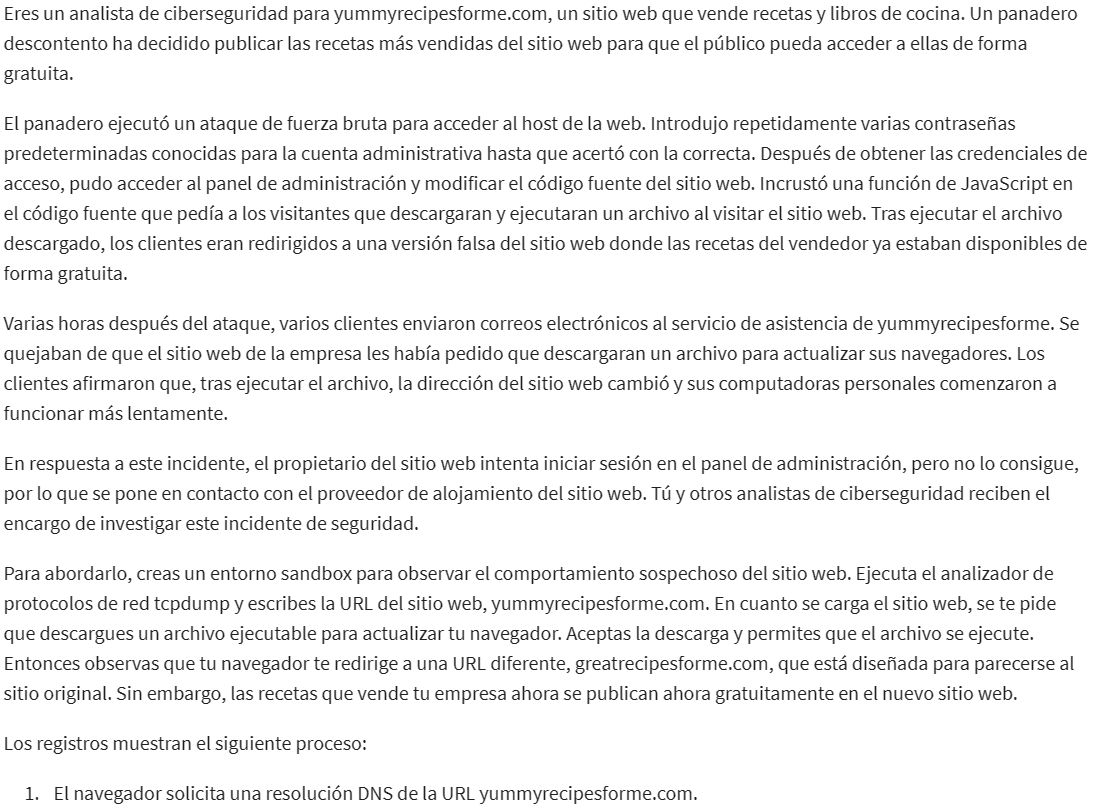 Eres un analista de ciberseguridad para yummyrecipesforme.com, un sitio web que vende recetas y libros de cocina. Un panadero
descontento ha decidido publicar las recetas más vendidas del sitio web para que el público pueda acceder a ellas de forma
gratuita.
El panadero ejecutó un ataque de fuerza bruta para acceder al host de la web. Introdujo repetidamente varias contraseñas
predeterminadas conocidas para la cuenta administrativa hasta que acertó con la correcta. Después de obtener las credenciales de
acceso, pudo acceder al panel de administración y modificar el código fuente del sitio web. Incrustó una función de JavaScript en
el código fuente que pedía a los visitantes que descargaran y ejecutaran un archivo al visitar el sitio web. Tras ejecutar el archivo
descargado, los clientes eran redirigidos a una versión falsa del sitio web donde las recetas del vendedor ya estaban disponibles de
forma gratuita.
Varias horas después del ataque, varios clientes enviaron correos electrónicos al servicio de asistencia de yummyrecipesforme. Se
quejaban de que el sitio web de la empresa les había pedido que descargaran un archivo para actualizar sus navegadores. Los
clientes afirmaron que, tras ejecutar el archivo, la dirección del sitio web cambió y sus computadoras personales comenzaron a
funcionar más lentamente.
En respuesta a este incidente, el propietario del sitio web intenta iniciar sesión en el panel de administración, pero no lo consigue,
por lo que se pone en contacto con el proveedor de alojamiento del sitio web. Tú y otros analistas de ciberseguridad reciben el
encargo de investigar este incidente de seguridad.
Para abordarlo, creas un entorno sandbox para observar el comportamiento sospechoso del sitio web. Ejecuta el analizador de
protocolos de red tcpdump y escribes la URL del sitio web, yummyrecipesforme.com. En cuanto se carga el sitio web, se te pide
que descargues un archivo ejecutable para actualizar tu navegador. Aceptas la descarga y permites que el archivo se ejecute.
Entonces observas que tu navegador te redirige a una URL diferente, greatrecipesforme.com, que está diseñada para parecerse al
sitio original. Sin embargo, las recetas que vende tu empresa ahora se publican ahora gratuitamente en el nuevo sitio web.
Los registros muestran el siguiente proceso:
1. El navegador solicita una resolución DNS de la URL yummyrecipesforme.com.